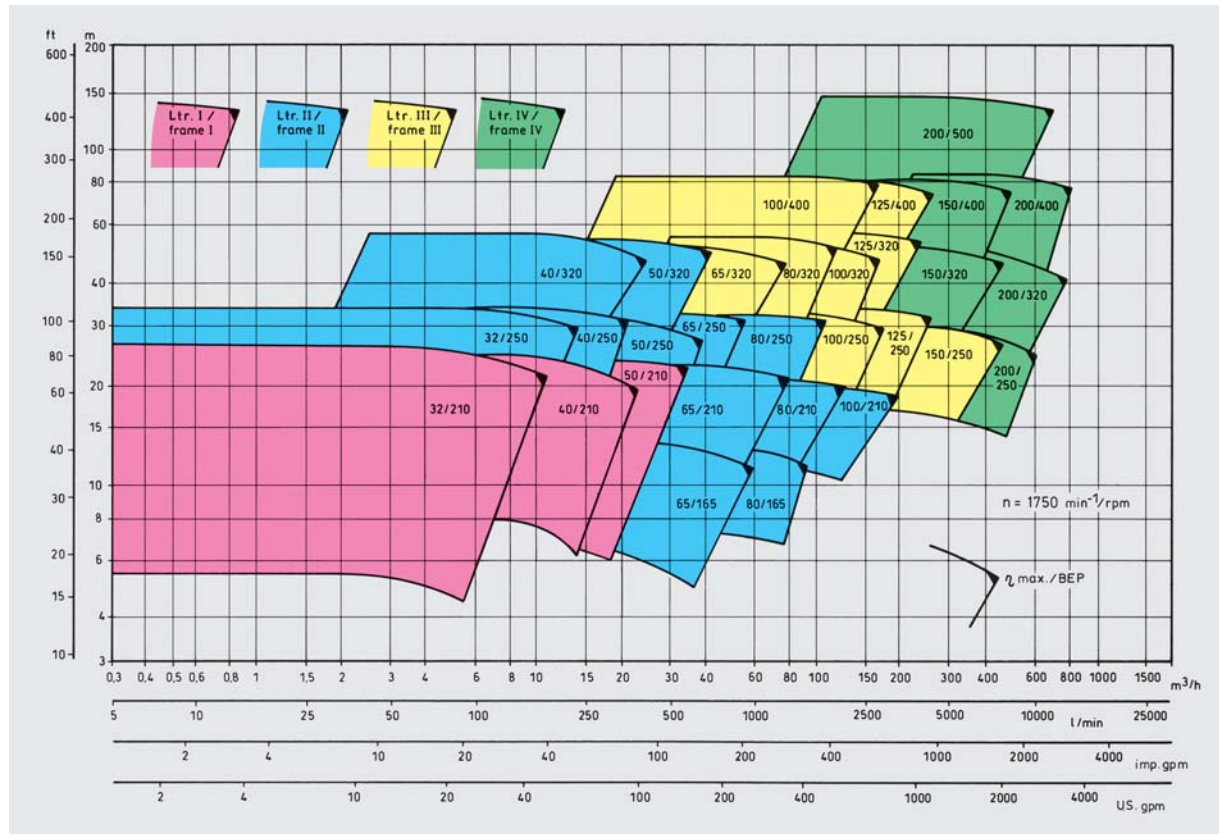 ft m
600 200
400 150
300 100
200 80
60
150 40
100 30
80
60 20
15
40
30 10
8
20
6
15
4
10 3
Ltr. I /
frame I
Ltr. II /
frame II
Ltr. III /
frame III
Ltr. IV /
frame IV
200/500
100/400 125/400 150/400 200/400
40/320 50/320 65/320 80/320 100/320 125/320 150/320 200/320
32/250 40/250 50/250 65/250 80/250 100/250 125/
250 150/250 200/
250
32/210 40/210 50/210 65/210 80/210 100/210
65/165 80/165
n = 1750 min⁻¹/rpm
η max./BEP
0,3 0,4 0,5 0,6 0,8 1 2 3 4 6 8 10 15 20 30 40 60 80 100 150 200 300 400 600 800 1000 1500 m³/h
5 10 25 50 100 250 500 1000 2500 5000 10000 25000
l/min
2 4 10 20 40 100 200 400 1000 2000 4000 imp.gpm
2 4 10 20 40 100 200 400 1000 2000 4000 US. gpm